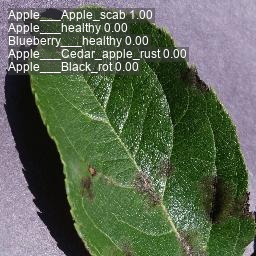 Apple___Apple_scab 1.00
Apple___healthy 0.00
Blueberry___healthy 0.00
Apple___Cedar_apple_rust 0.00
Apple___Black_rot 0.00